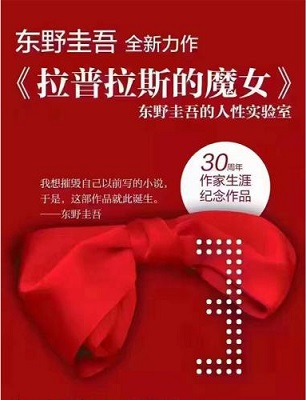 东野圭吾 全新力作
《拉普拉斯的魔女》
东野圭吾的人性实验室
30周年
作家生涯
纪念作品
我想摧毁自己以前写的小说，
于是，这部作品就此诞生。
——东野圭吾